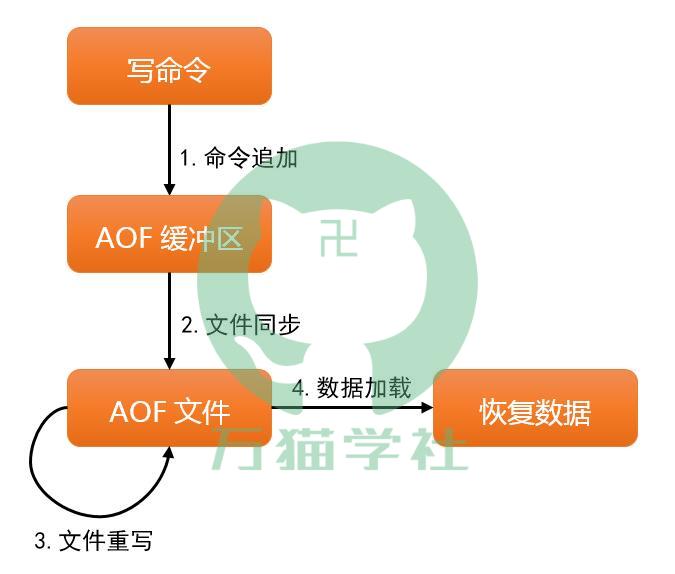 写命令
1. 命令追加
AOF 缓冲区
卍
2. 文件同步
4. 数据加载
AOF 文件
恢复数据
万猫学社
3. 文件重写